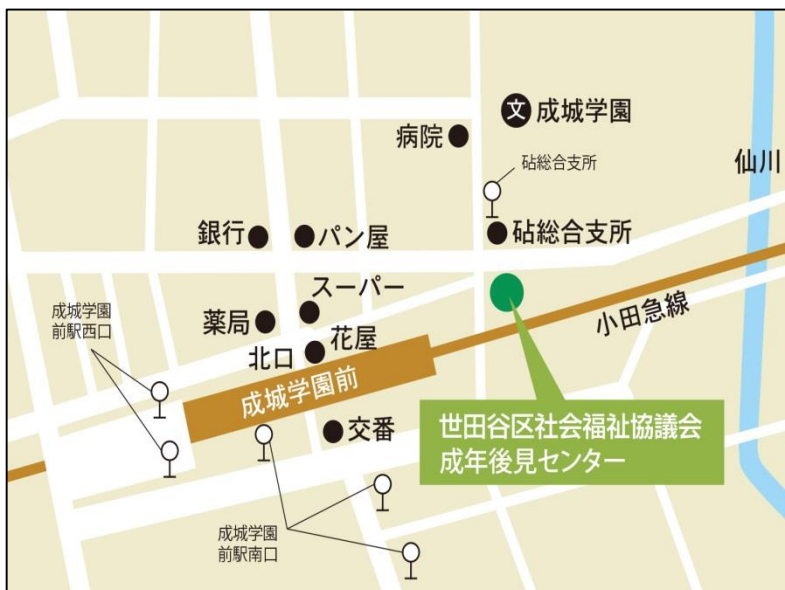 文 成城学園
病院
砧総合支所
仙川
銀行
パン屋
砧総合支所
スーパー
成城学園
前駅西口
薬局
小田急線
花屋
北口
成城学園前
世田谷区社会福祉協議会
成年後見センター
交番
成城学園
前駅南口